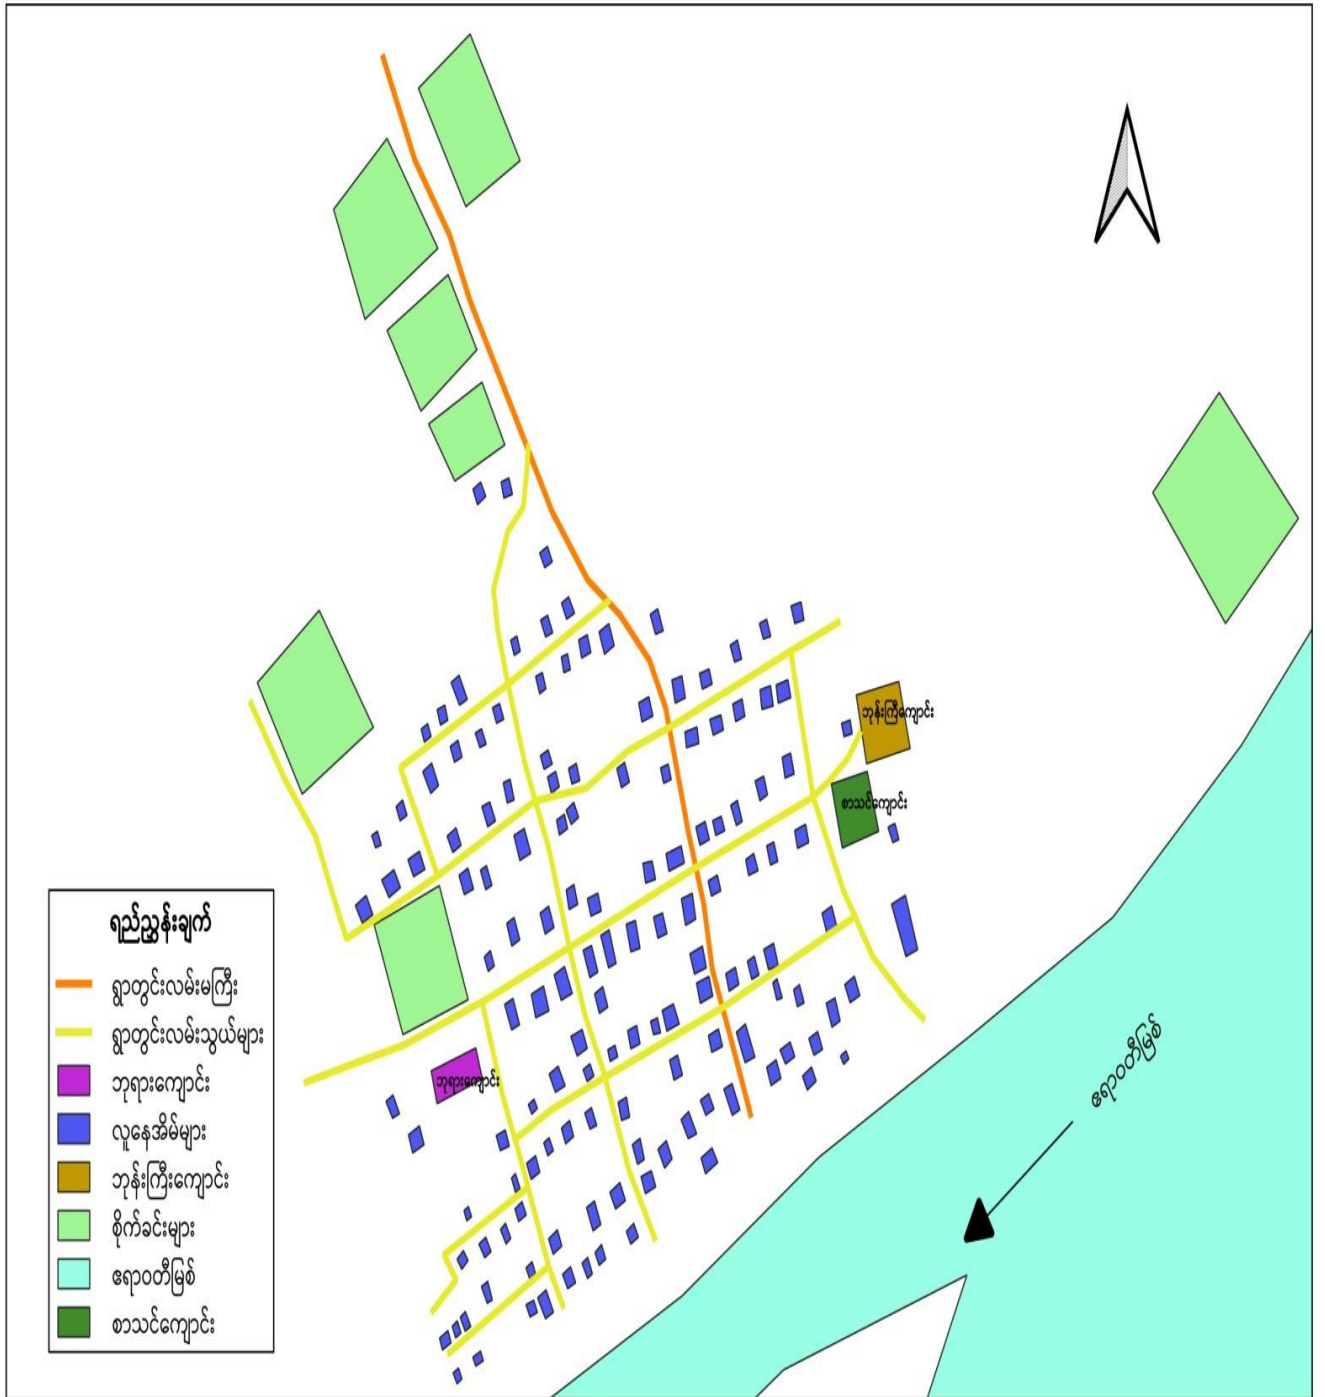 ဘုန်းကြီးကျောင်း
စာသင်ကျောင်း
ဘုရားကျောင်း
ဧရာဝတီမြစ်
ရည်ညွှန်းချက်
ရွာတွင်းလမ်းမကြီး
ရွာတွင်းလမ်းသွယ်များ
ဘုရားကျောင်း
လူနေအိမ်များ
ဘုန်းကြီးကျောင်း
စိုက်ခင်းများ
ဧရာဝတီမြစ်
စာသင်ကျောင်း